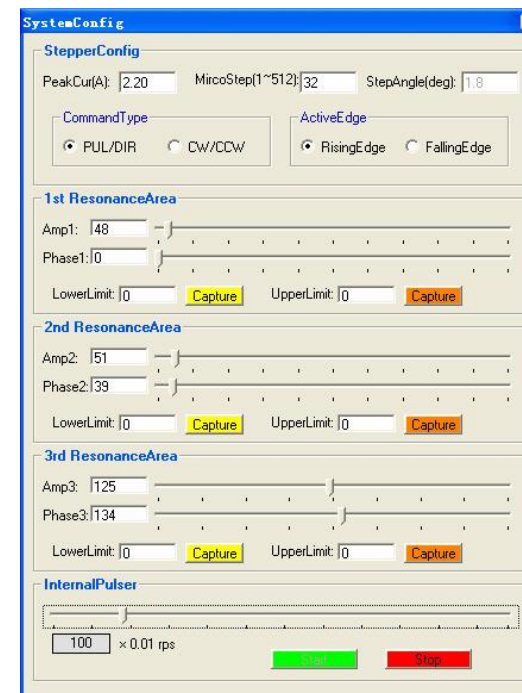 SystemConfig
StepperConfig
PeakCur(A): 2.20 MircoStep(1~512): 32 StepAngle(deg): 1.8
CommandType ActiveEdge
PUL/DIR CW/CCW RisingEdge FallingEdge
1st ResonanceArea
Amp1: 48
Phase1: 0
LowerLimit: 0 Capture UpperLimit: 0 Capture
2nd ResonanceArea
Amp2: 51
Phase2: 39
LowerLimit: 0 Capture UpperLimit: 0 Capture
3rd ResonanceArea
Amp3: 125
Phase3: 134
LowerLimit: 0 Capture UpperLimit: 0 Capture
InternalPulser
100 × 0.01 rps
Start Stop